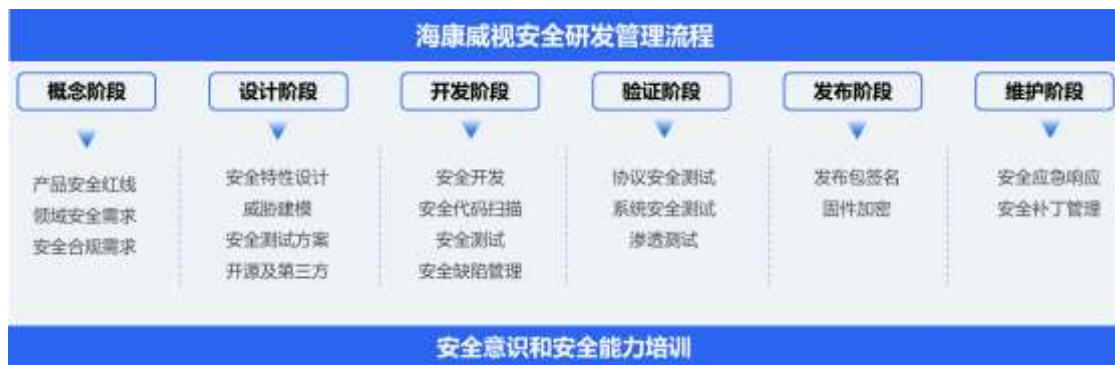 海康威视安全研发管理流程
概念阶段
产品安全红线
领域安全需求
安全合规需求
设计阶段
安全特性设计
威胁建模
安全测试方案
开源及第三方
开发阶段
安全开发
安全代码扫描
安全测试
安全缺陷管理
验证阶段
协议安全测试
系统安全测试
渗透测试
发布阶段
发布包签名
固件加密
维护阶段
安全应急响应
安全补丁管理
安全意识和安全能力培训